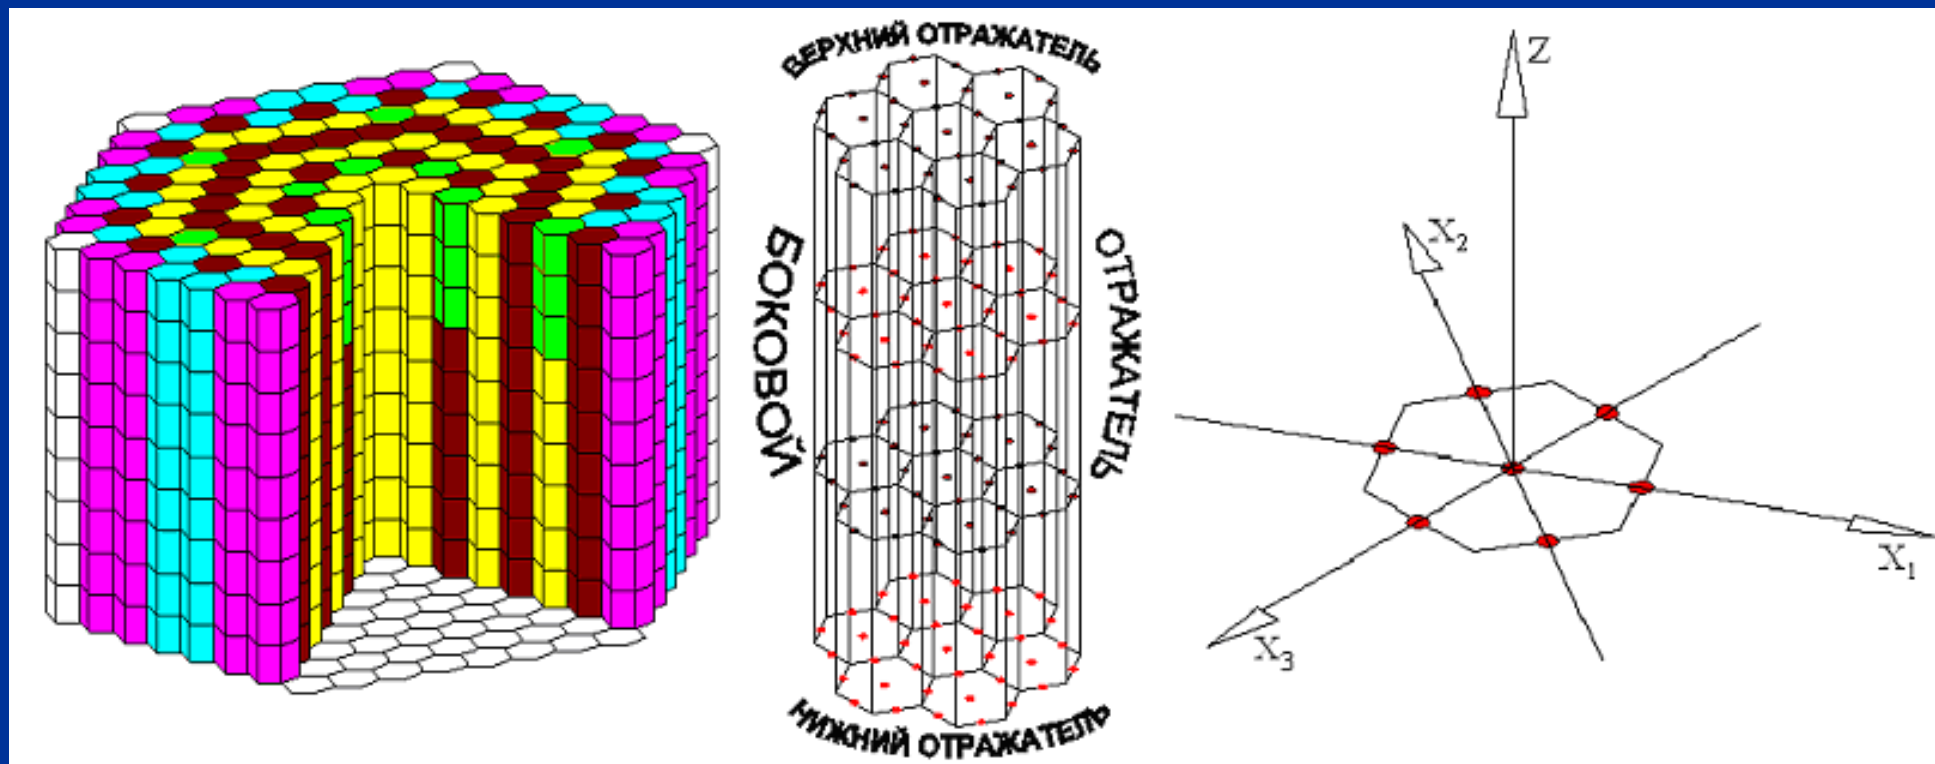 ВЕРХНИЙ ОТРАЖАТЕЛЬ
БОКОВОЙ
ОТРАЖАТЕЛЬ
НИЖНИЙ ОТРАЖАТЕЛЬ
Z
X₂
X₁
X₃